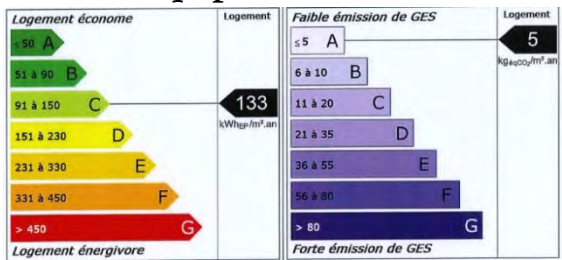 Logement économe Logement
≤ 50 A
51 à 90 B
91 à 150 C 133
kWhEP/m².an
151 à 230 D
231 à 330 E
331 à 450 F
> 450 G
Logement énergivore
Faible émission de GES Logement
≤ 5 A 5
kgéqCO₂/m².an
6 à 10 B
11 à 20 C
21 à 35 D
36 à 55 E
56 à 80 F
> 80 G
Forte émission de GES